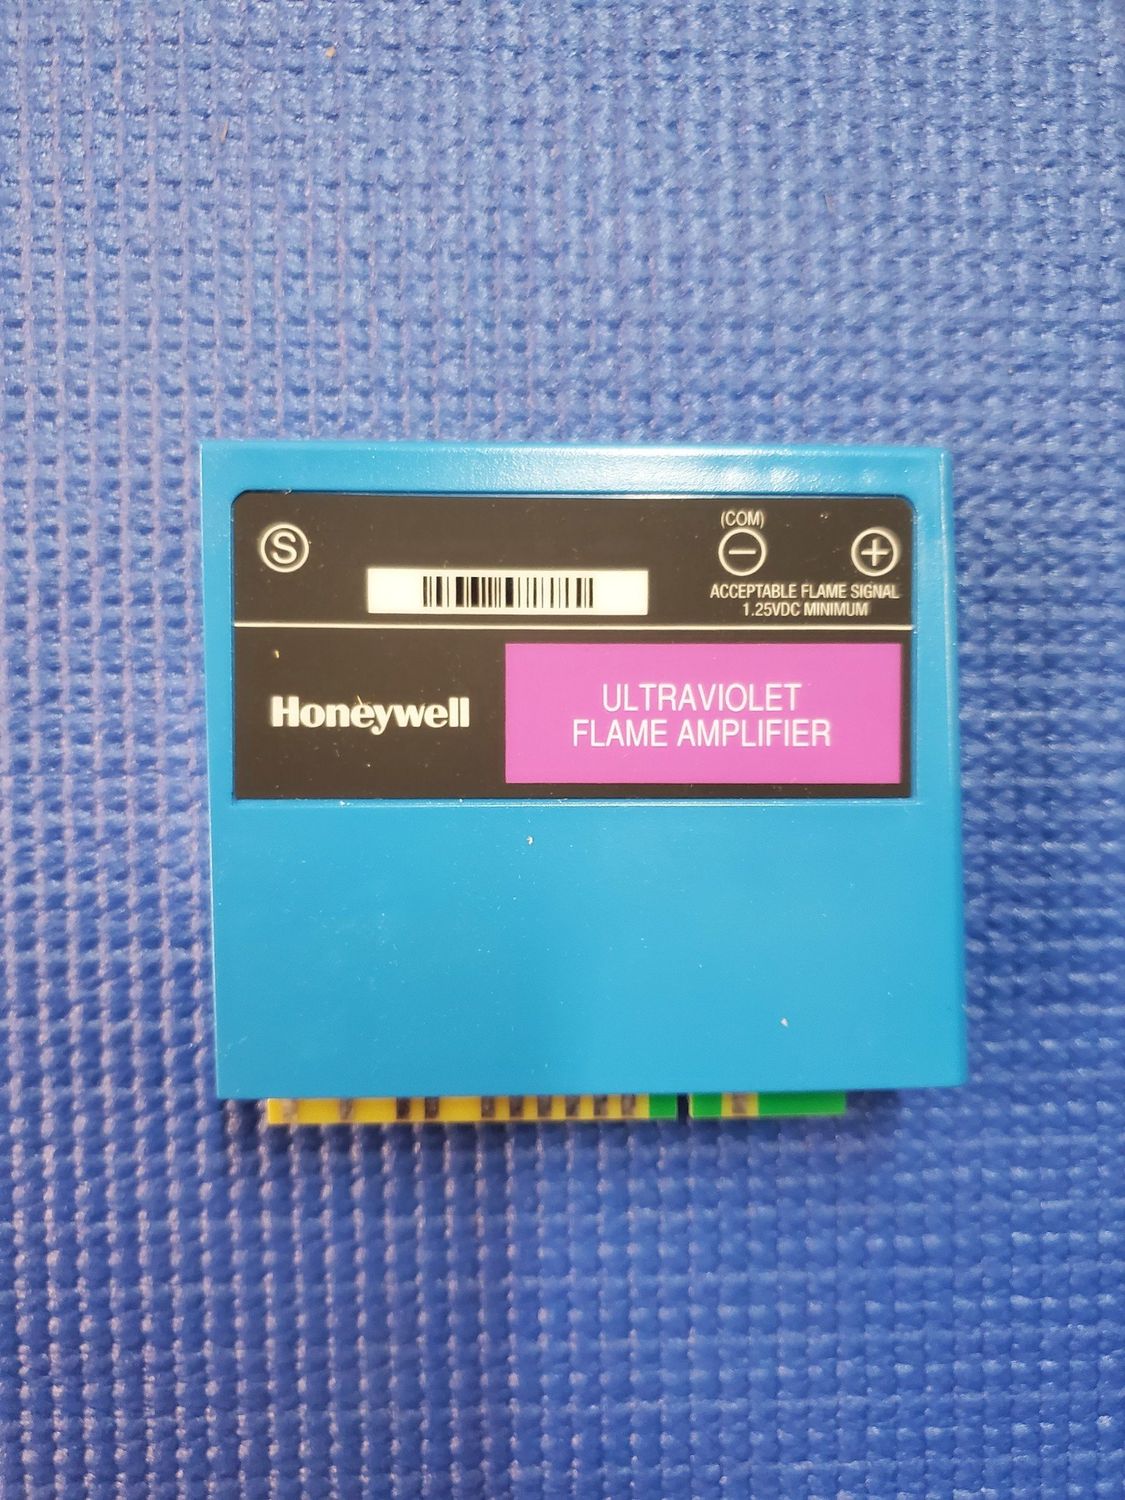 S
(COM)
− +
ACCEPTABLE FLAME SIGNAL
1.25VDC MINIMUM
Honeywell
ULTRAVIOLET
FLAME AMPLIFIER